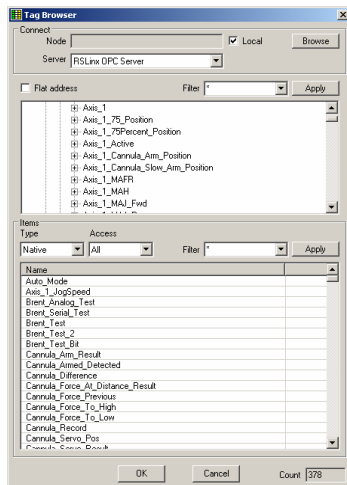 Tag Browser
Connect
Node
Local
Browse
Server
RSLinx OPC Server
Flat address
Filter *
Apply
Axis_1
Axis_1_75_Position
Axis_1_75Percent_Position
Axis_1_Active
Axis_1_Cannula_Arm_Position
Axis_1_Cannula_Slow_Arm_Position
Axis_1_MAFR
Axis_1_MAH
Axis_1_MAJ_Fwd
Items
Type
Access
Native
All
Filter *
Apply
Name
Auto_Mode
Axis_1_JogSpeed
Brent_Analog_Test
Brent_Serial_Test
Brent_Test
Brent_Test_2
Brent_Test_Bit
Cannula_Arm_Result
Cannula_Armed_Detected
Cannula_Difference
Cannula_Force_At_Distance_Result
Cannula_Force_Previous
Cannula_Force_To_High
Cannula_Force_To_Low
Cannula_Record
Cannula_Servo_Pos
Cannula_Servo_Result
OK
Cancel
Count 378